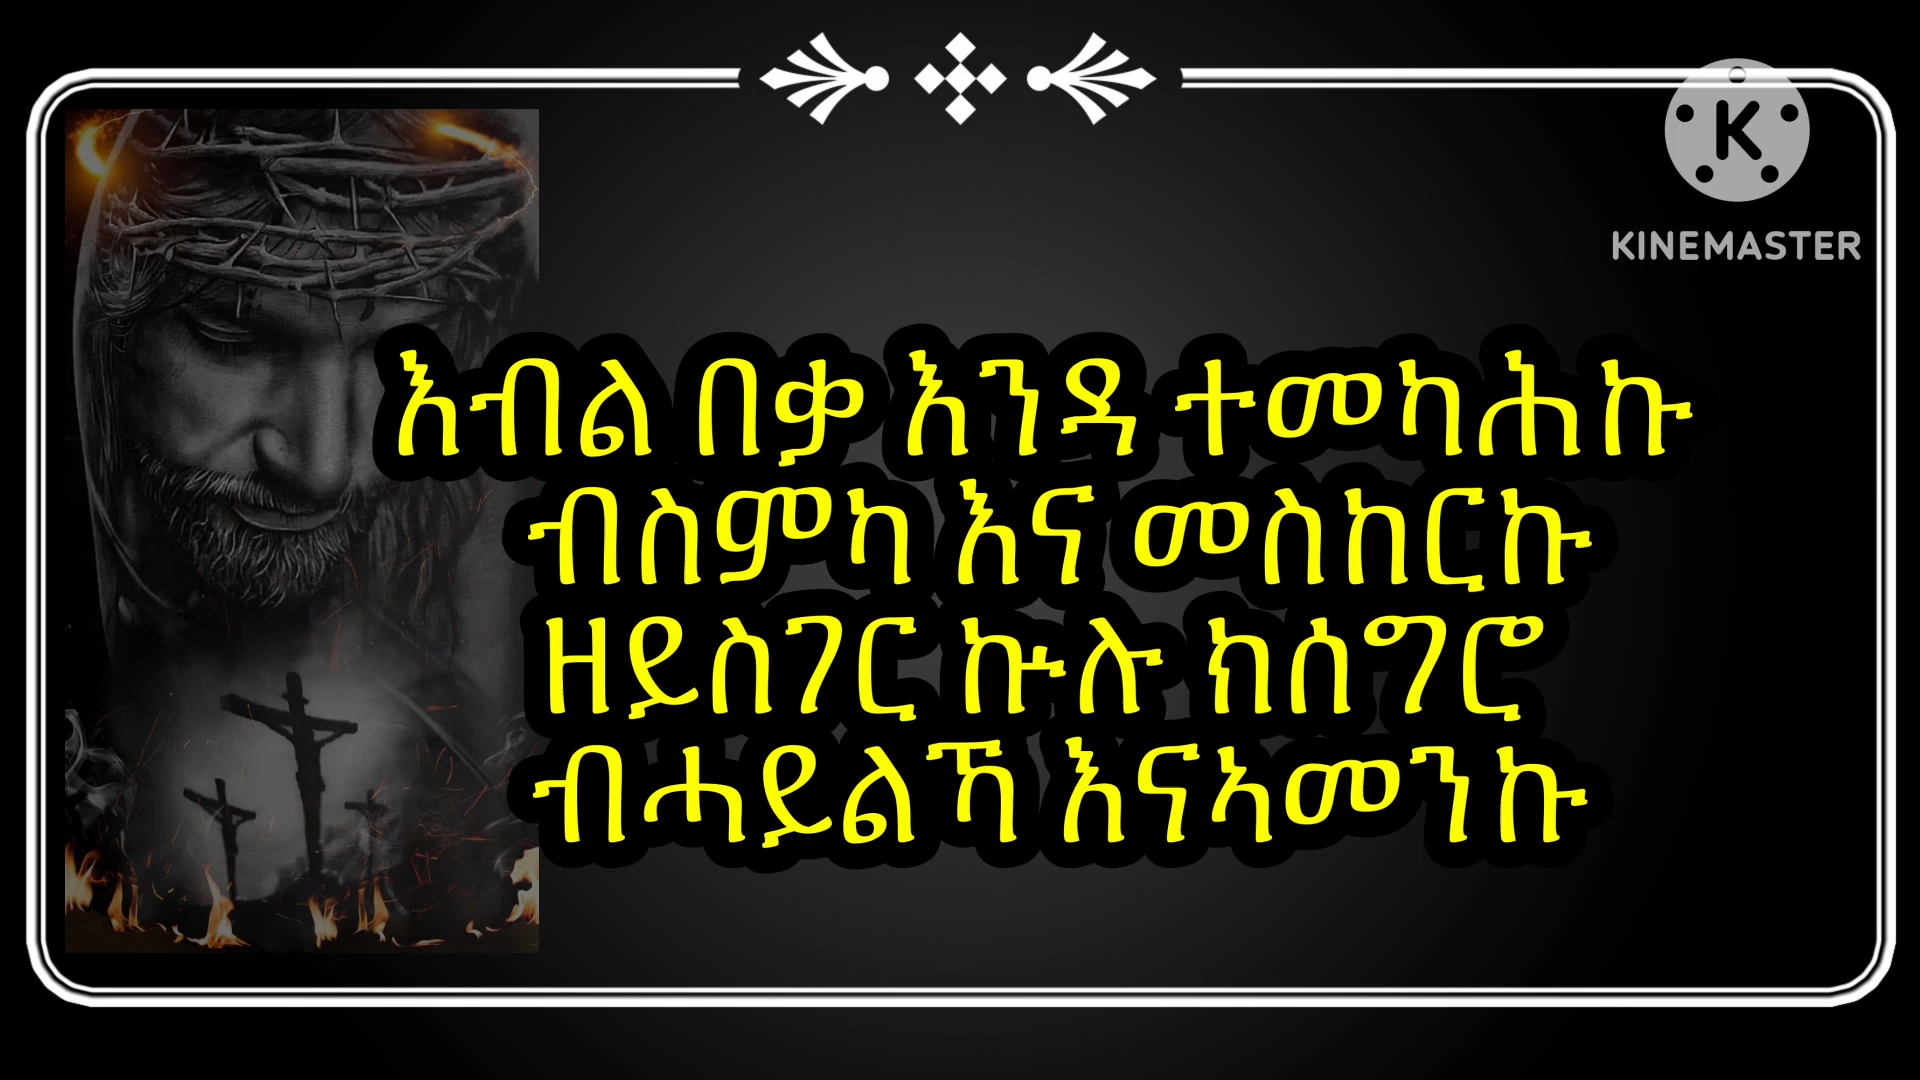 KINEMASTER
እብል በቃ እንዳ ተመካሕኩ
ብስምካ እና መስከርኩ
ዘይስገር ኩሉ ክሰግሮ
ብሓይልኻ እናኣመንኩ